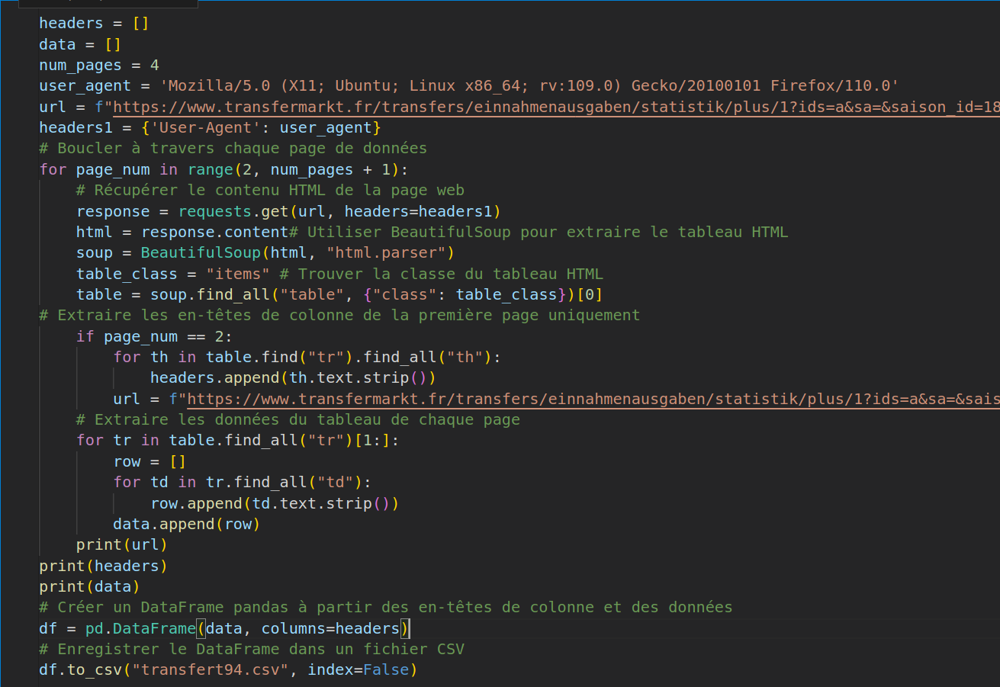 headers = []
data = []
num_pages = 4
user_agent = 'Mozilla/5.0 (X11; Ubuntu; Linux x86_64; rv:109.0) Gecko/20100101 Firefox/110.0'
url = f"https://www.transfermarkt.fr/transfers/einnahmenausgaben/statistik/plus/1?ids=a&sa=&saison_id=18
headers1 = {'User-Agent': user_agent}
# Boucler à travers chaque page de données
for page_num in range(2, num_pages + 1):
    # Récupérer le contenu HTML de la page web
    response = requests.get(url, headers=headers1)
    html = response.content# Utiliser BeautifulSoup pour extraire le tableau HTML
    soup = BeautifulSoup(html, "html.parser")
    table_class = "items" # Trouver la classe du tableau HTML
    table = soup.find_all("table", {"class": table_class})[0]
# Extraire les en-têtes de colonne de la première page uniquement
    if page_num == 2:
        for th in table.find("tr").find_all("th"):
            headers.append(th.text.strip())
        url = f"https://www.transfermarkt.fr/transfers/einnahmenausgaben/statistik/plus/1?ids=a&sa=&sais
    # Extraire les données du tableau de chaque page
    for tr in table.find_all("tr")[1:]:
        row = []
        for td in tr.find_all("td"):
            row.append(td.text.strip())
        data.append(row)
    print(url)
print(headers)
print(data)
# Créer un DataFrame pandas à partir des en-têtes de colonne et des données
df = pd.DataFrame(data, columns=headers)
# Enregistrer le DataFrame dans un fichier CSV
df.to_csv("transfert94.csv", index=False)